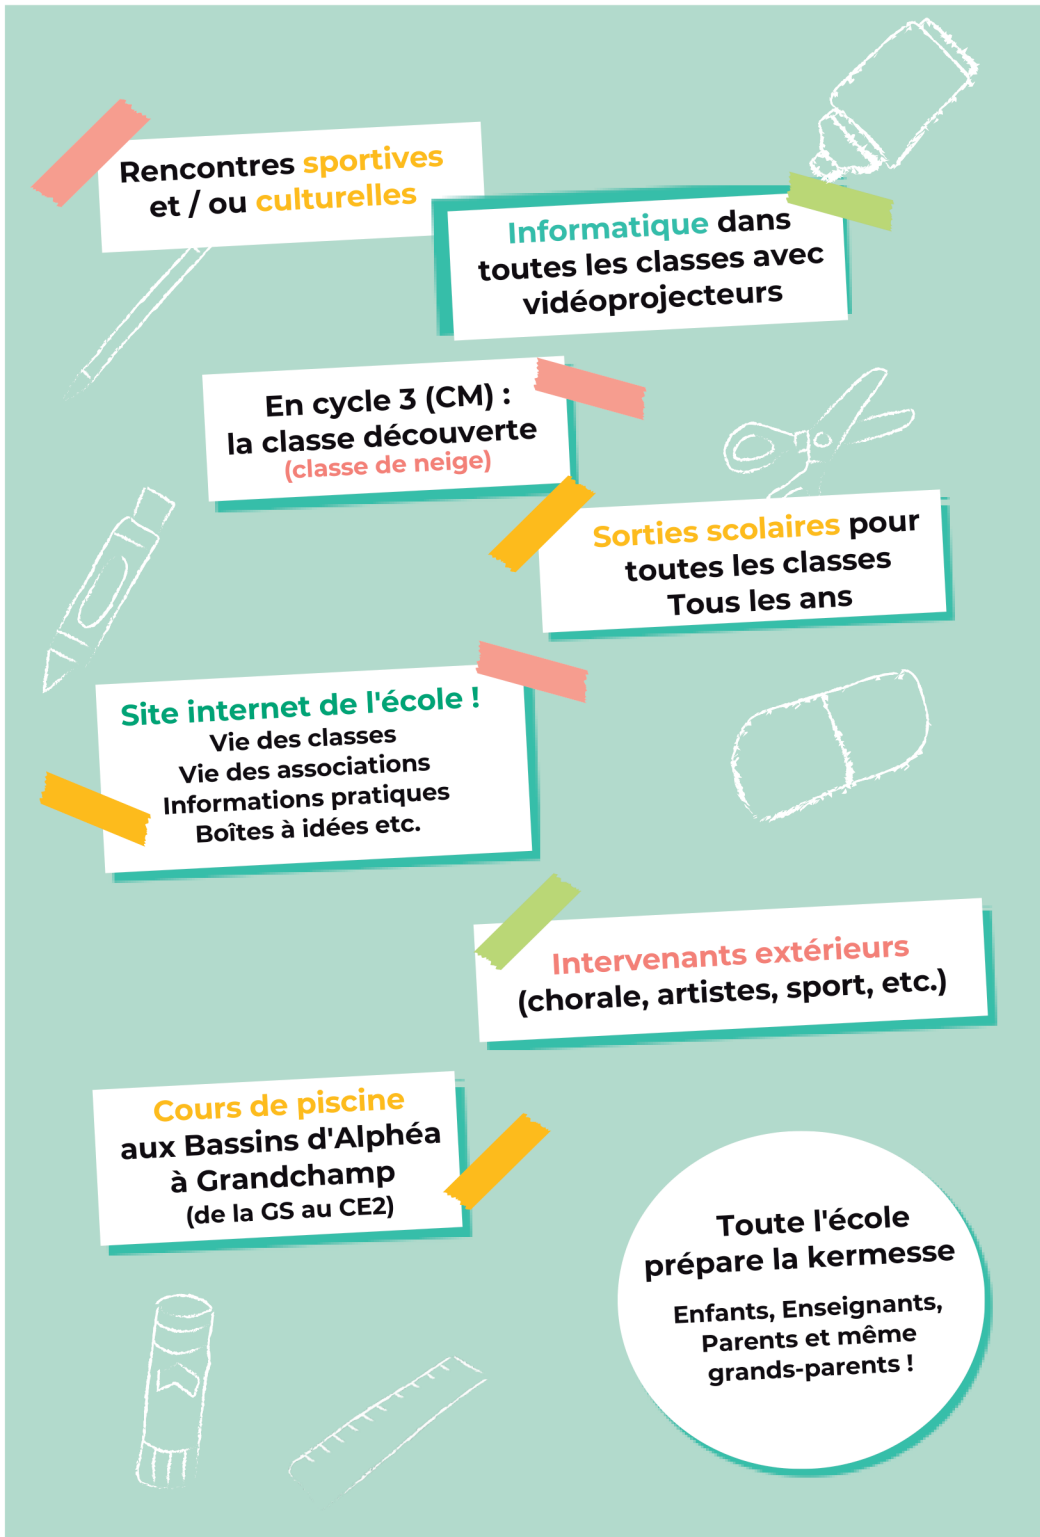 Rencontres sportives
et / ou culturelles
Informatique dans
toutes les classes avec
vidéoprojecteurs
En cycle 3 (CM) :
la classe découverte
(classe de neige)
Sorties scolaires pour
toutes les classes
Tous les ans
Site internet de l'école !
Vie des classes
Vie des associations
Informations pratiques
Boîtes à idées etc.
Intervenants extérieurs
(chorale, artistes, sport, etc.)
Cours de piscine
aux Bassins d'Alphéa
à Grandchamp
(de la GS au CE2)
Toute l'école
prépare la kermesse
Enfants, Enseignants,
Parents et même
grands-parents !